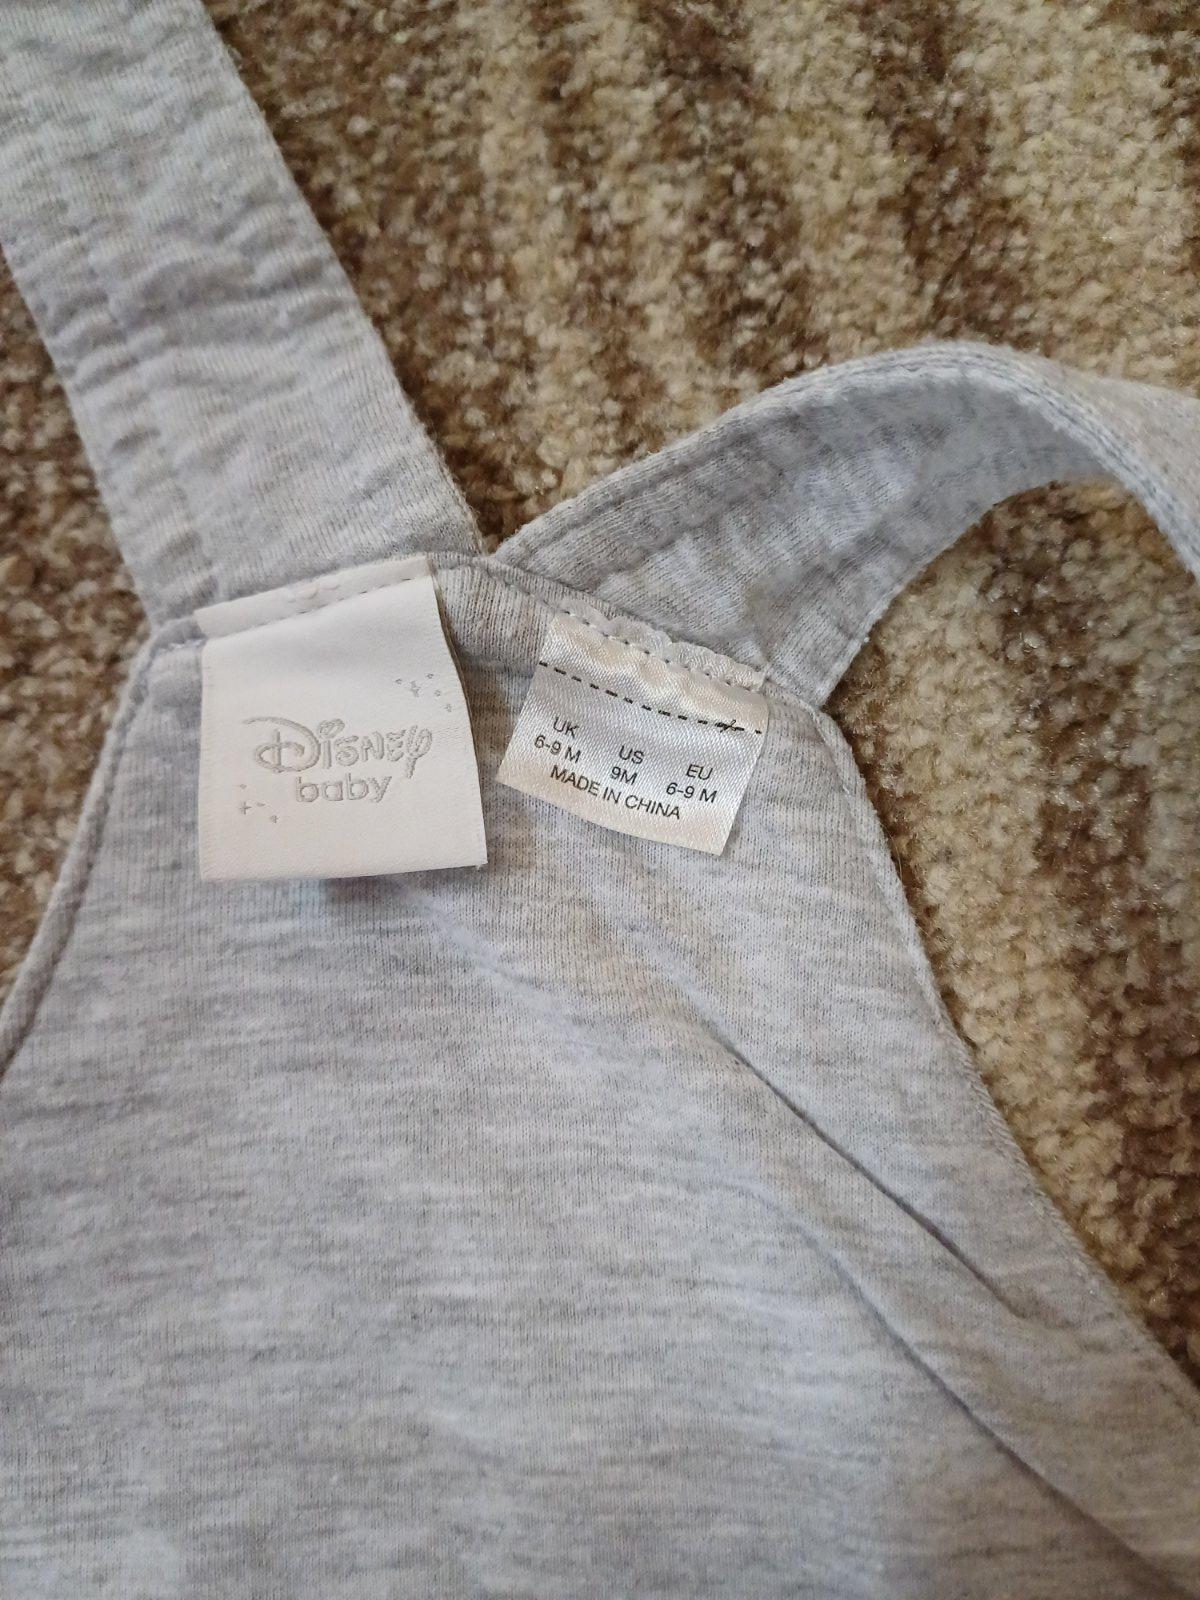 Disney
baby
UK US EU
6-9 M 9M 6-9 M
MADE IN CHINA